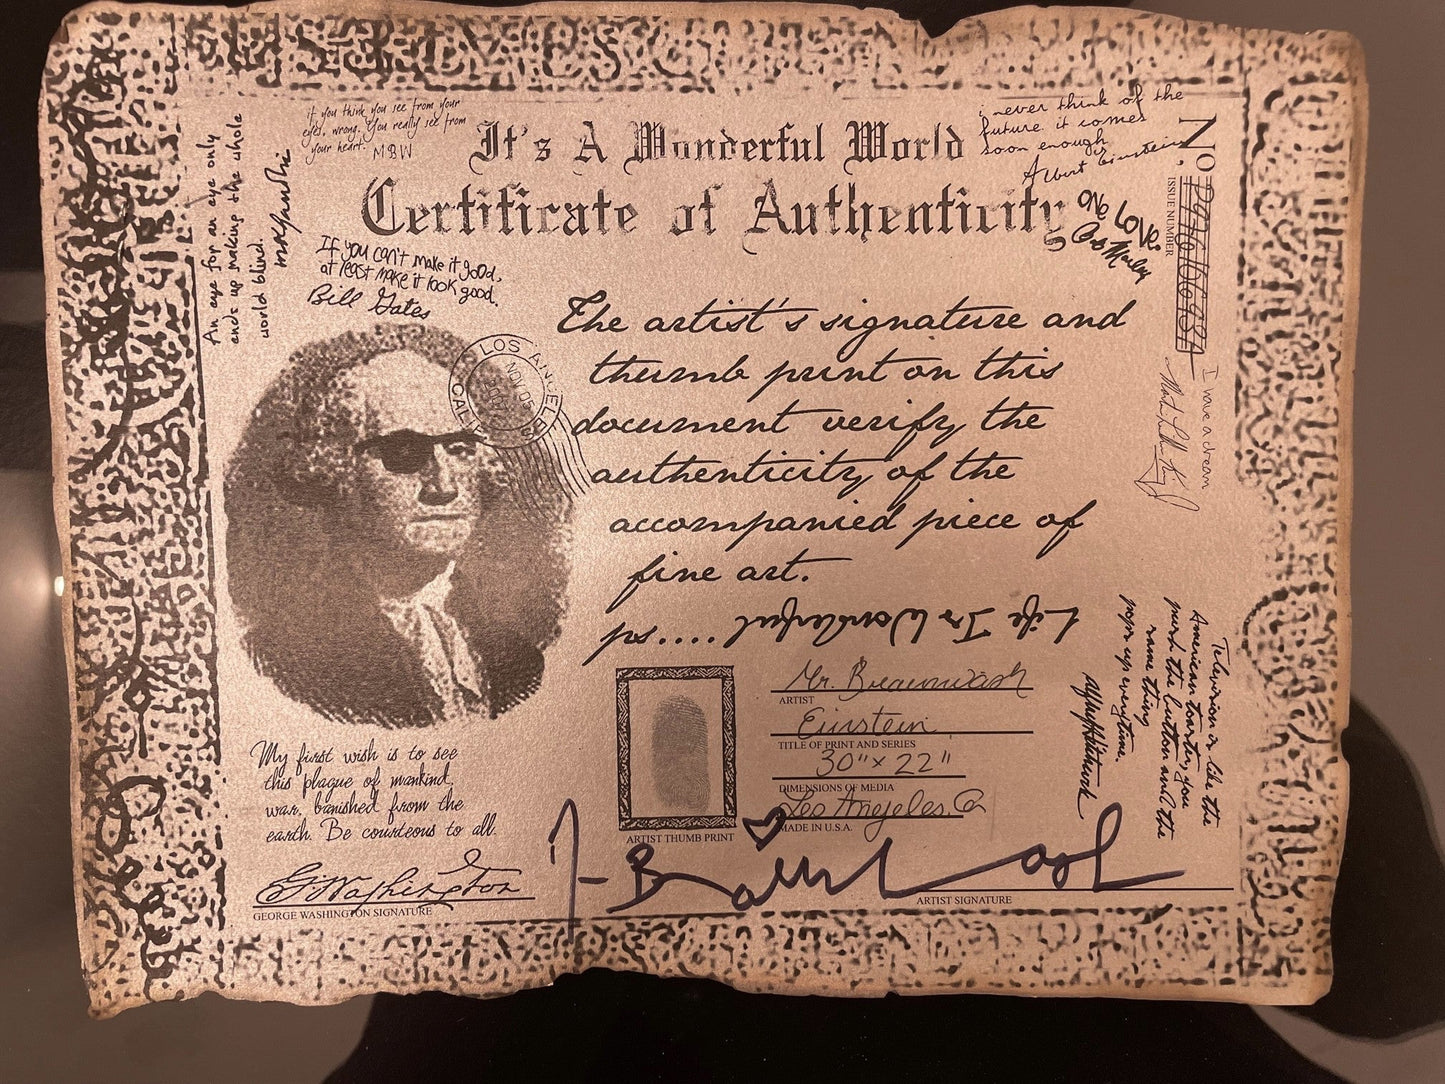 if you think you see from your
eyes, wrong. You really see from
your heart. MBW
It's A Wonderful World
Certificate of Authenticity
i never think of the
future it comes
soon enough
Albert Einstein
No
ISSUE NUMBER
ONE LOVE.
Bob Marley
An eye for an eye only
ends up making the whole
world blind.
If you can't make it good,
at least make it look good.
Bill Gates
LOS ANGELES
CALIF
NOV 05
The artist's signature and
thumb print on this
document verify the
authenticity of the
accompanied piece of
fine art.
ps.....Life Is Wonderful
I have a dream
Television is like the
American toaster, you
push the button and the
same thing
pops up everytime.
Alfred Hitchcock
Mr. Brainwash
ARTIST
Einstein
TITLE OF PRINT AND SERIES
30" x 22"
DIMENSIONS OF MEDIA
Los Angeles. Ca
MADE IN U.S.A.
ARTIST THUMB PRINT
My first wish is to see
this plague of mankind,
war, banished from the
earth. Be courteous to all.
G. Washington
GEORGE WASHINGTON SIGNATURE
ARTIST SIGNATURE